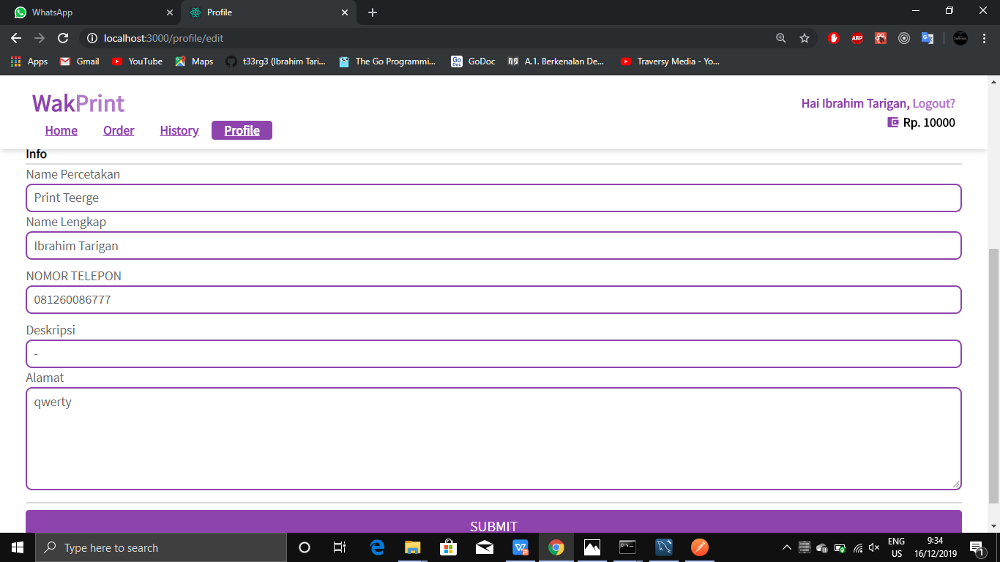 WhatsApp
Profile
localhost:3000/profile/edit
ABP
Apps Gmail YouTube Maps t33rg3 (Ibrahim Tari... The Go Programmi... GoDoc A.1. Berkenalan De... Traversy Media - Yo...
WakPrint
Hai Ibrahim Tarigan, Logout?
Rp. 10000
Home Order History Profile
Info
Name Percetakan
Print Teerge
Name Lengkap
Ibrahim Tarigan
NOMOR TELEPON
081260086777
Deskripsi
-
Alamat
qwerty
SUBMIT
Type here to search
ENG
US
9:34
16/12/2019
1